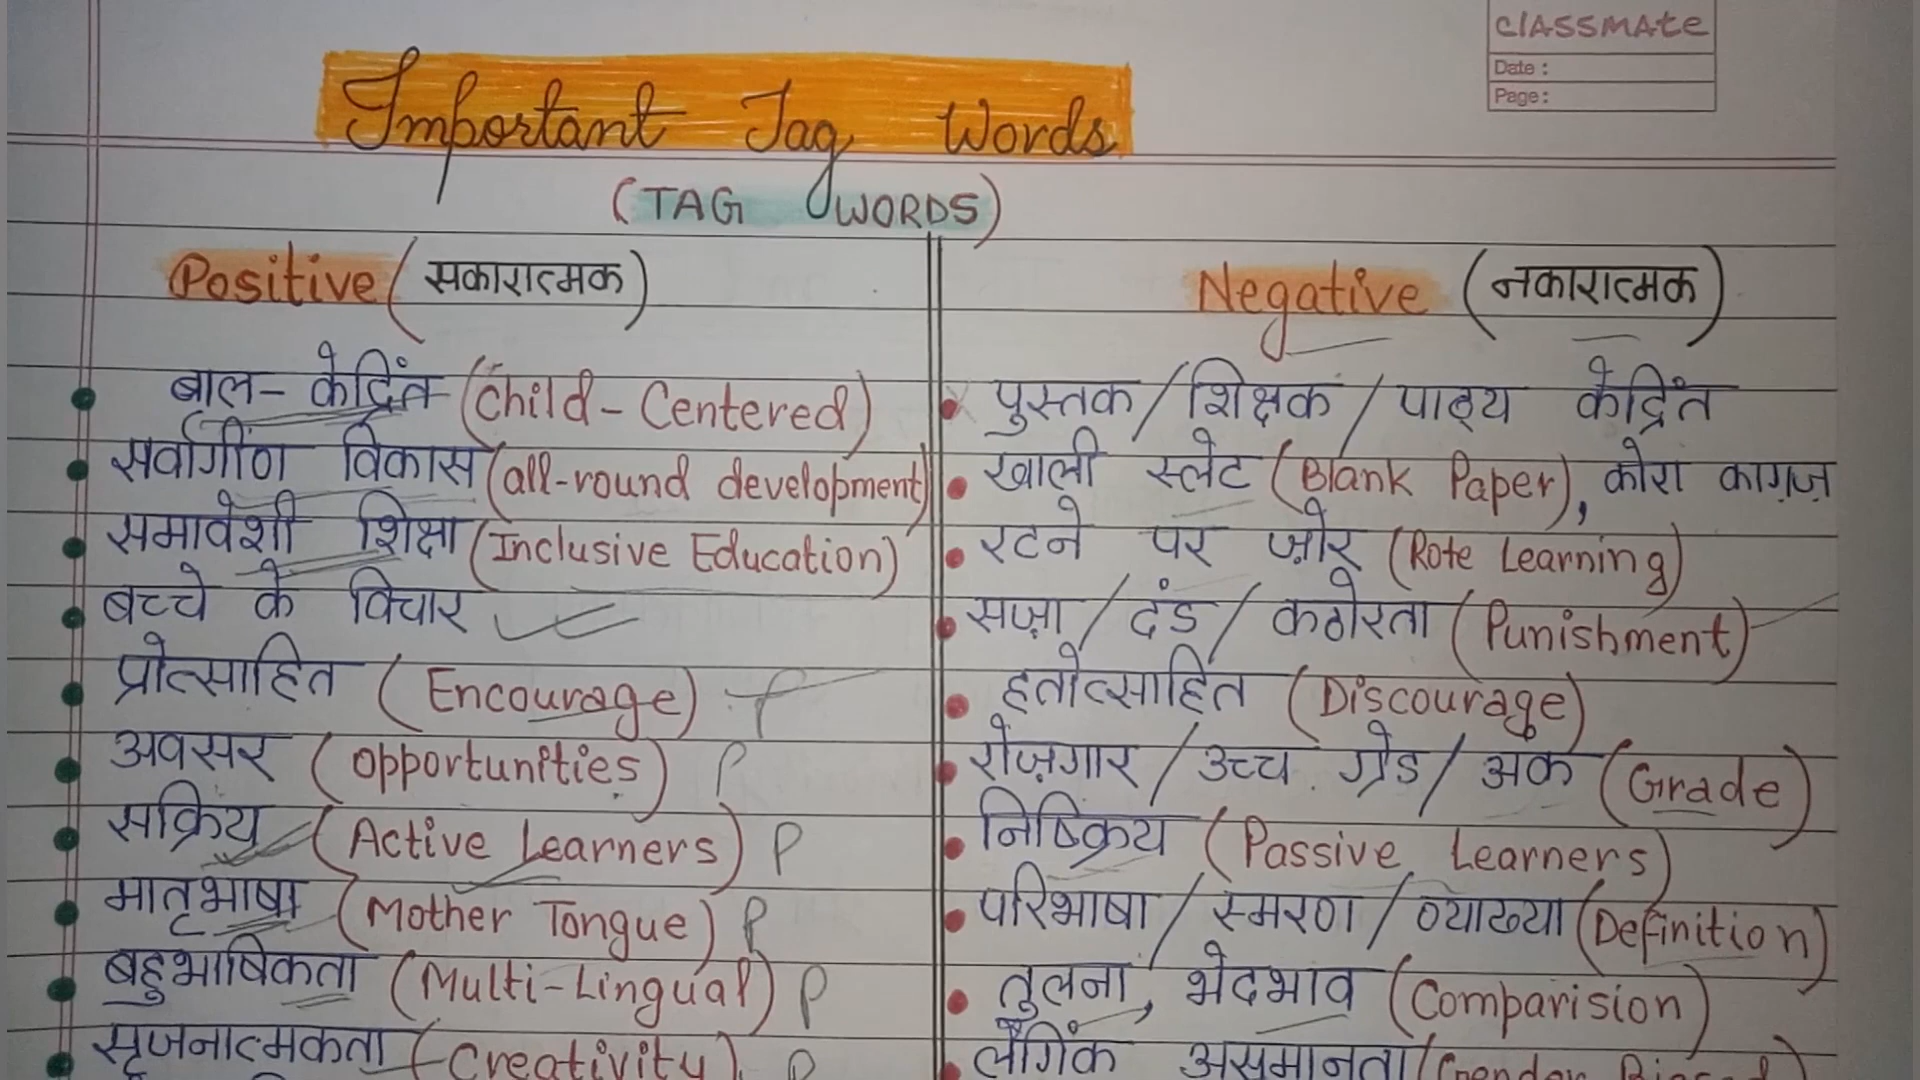 classmate
Date :
Page :
Important Tag Words
(TAG WORDS)
Positive (सकारात्मक)
बाल-केंद्रित (Child-Centered)
सर्वांगीण विकास (all-round development)
समावेशी शिक्षा (Inclusive Education)
बच्चे के विचार
प्रोत्साहित (Encourage)
अवसर (opportunities) P
सक्रिय (Active Learners) P
मातृभाषा (Mother Tongue) P
बहुभाषिकता (Multi-Lingual) P
सृजनात्मकता (Creativity) P
Negative (नकारात्मक)
पुस्तक/शिक्षक/पाठ्य केंद्रित
खाली स्लेट (Blank Paper), कोरा काग़ज़
रटने पर ज़ोर (Rote Learning)
सज़ा/दंड/कठोरता (Punishment)
हतोत्साहित (Discourage)
रोज़गार/उच्च ग्रेड/अंक (Grade)
निष्क्रिय (Passive Learners)
परिभाषा/स्मरण/व्याख्या (Definition)
तुलना, भेदभाव (Comparision)
लैंगिक असमानता (Gender Biased)